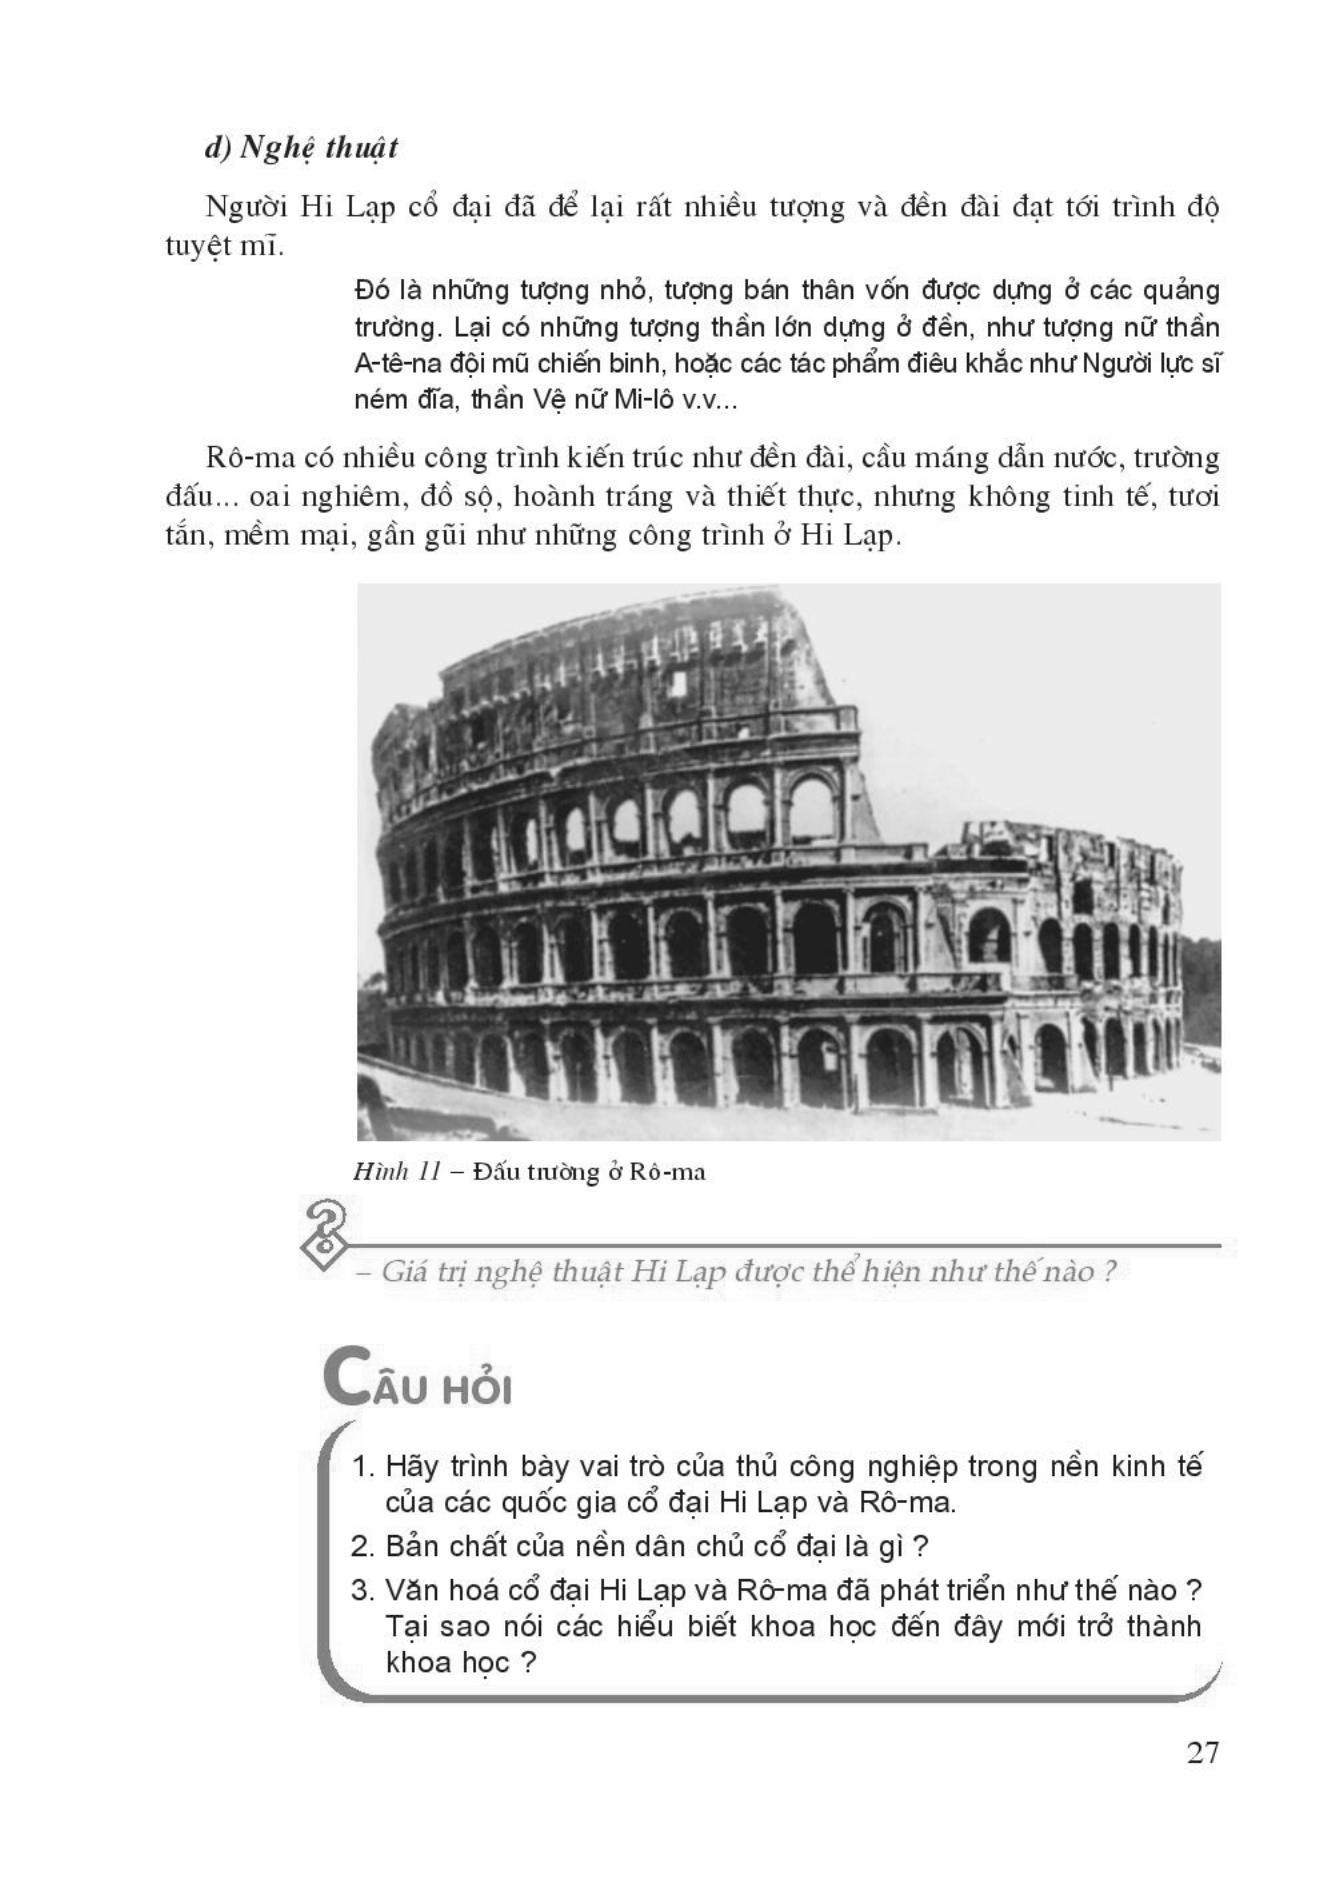 d) Nghệ thuật
Người Hi Lạp cổ đại đã để lại rất nhiều tượng và đền đài đạt tới trình độ
tuyệt mĩ.
Đó là những tượng nhỏ, tượng bán thân vốn được dựng ở các quảng
trường. Lại có những tượng thần lớn dựng ở đền, như tượng nữ thần
A-tê-na đội mũ chiến binh, hoặc các tác phẩm điêu khắc như Người lực sĩ
ném đĩa, thần Vệ nữ Mi-lô v.v...
Rô-ma có nhiều công trình kiến trúc như đền đài, cầu máng dẫn nước, trường
đấu... oai nghiêm, đồ sộ, hoành tráng và thiết thực, nhưng không tinh tế, tươi
tắn, mềm mại, gần gũi như những công trình ở Hi Lạp.
Hình 11 – Đấu trường ở Rô-ma
– Giá trị nghệ thuật Hi Lạp được thể hiện như thế nào ?
CÂU HỎI
1. Hãy trình bày vai trò của thủ công nghiệp trong nền kinh tế
của các quốc gia cổ đại Hi Lạp và Rô-ma.
2. Bản chất của nền dân chủ cổ đại là gì ?
3. Văn hoá cổ đại Hi Lạp và Rô-ma đã phát triển như thế nào ?
Tại sao nói các hiểu biết khoa học đến đây mới trở thành
khoa học ?
27